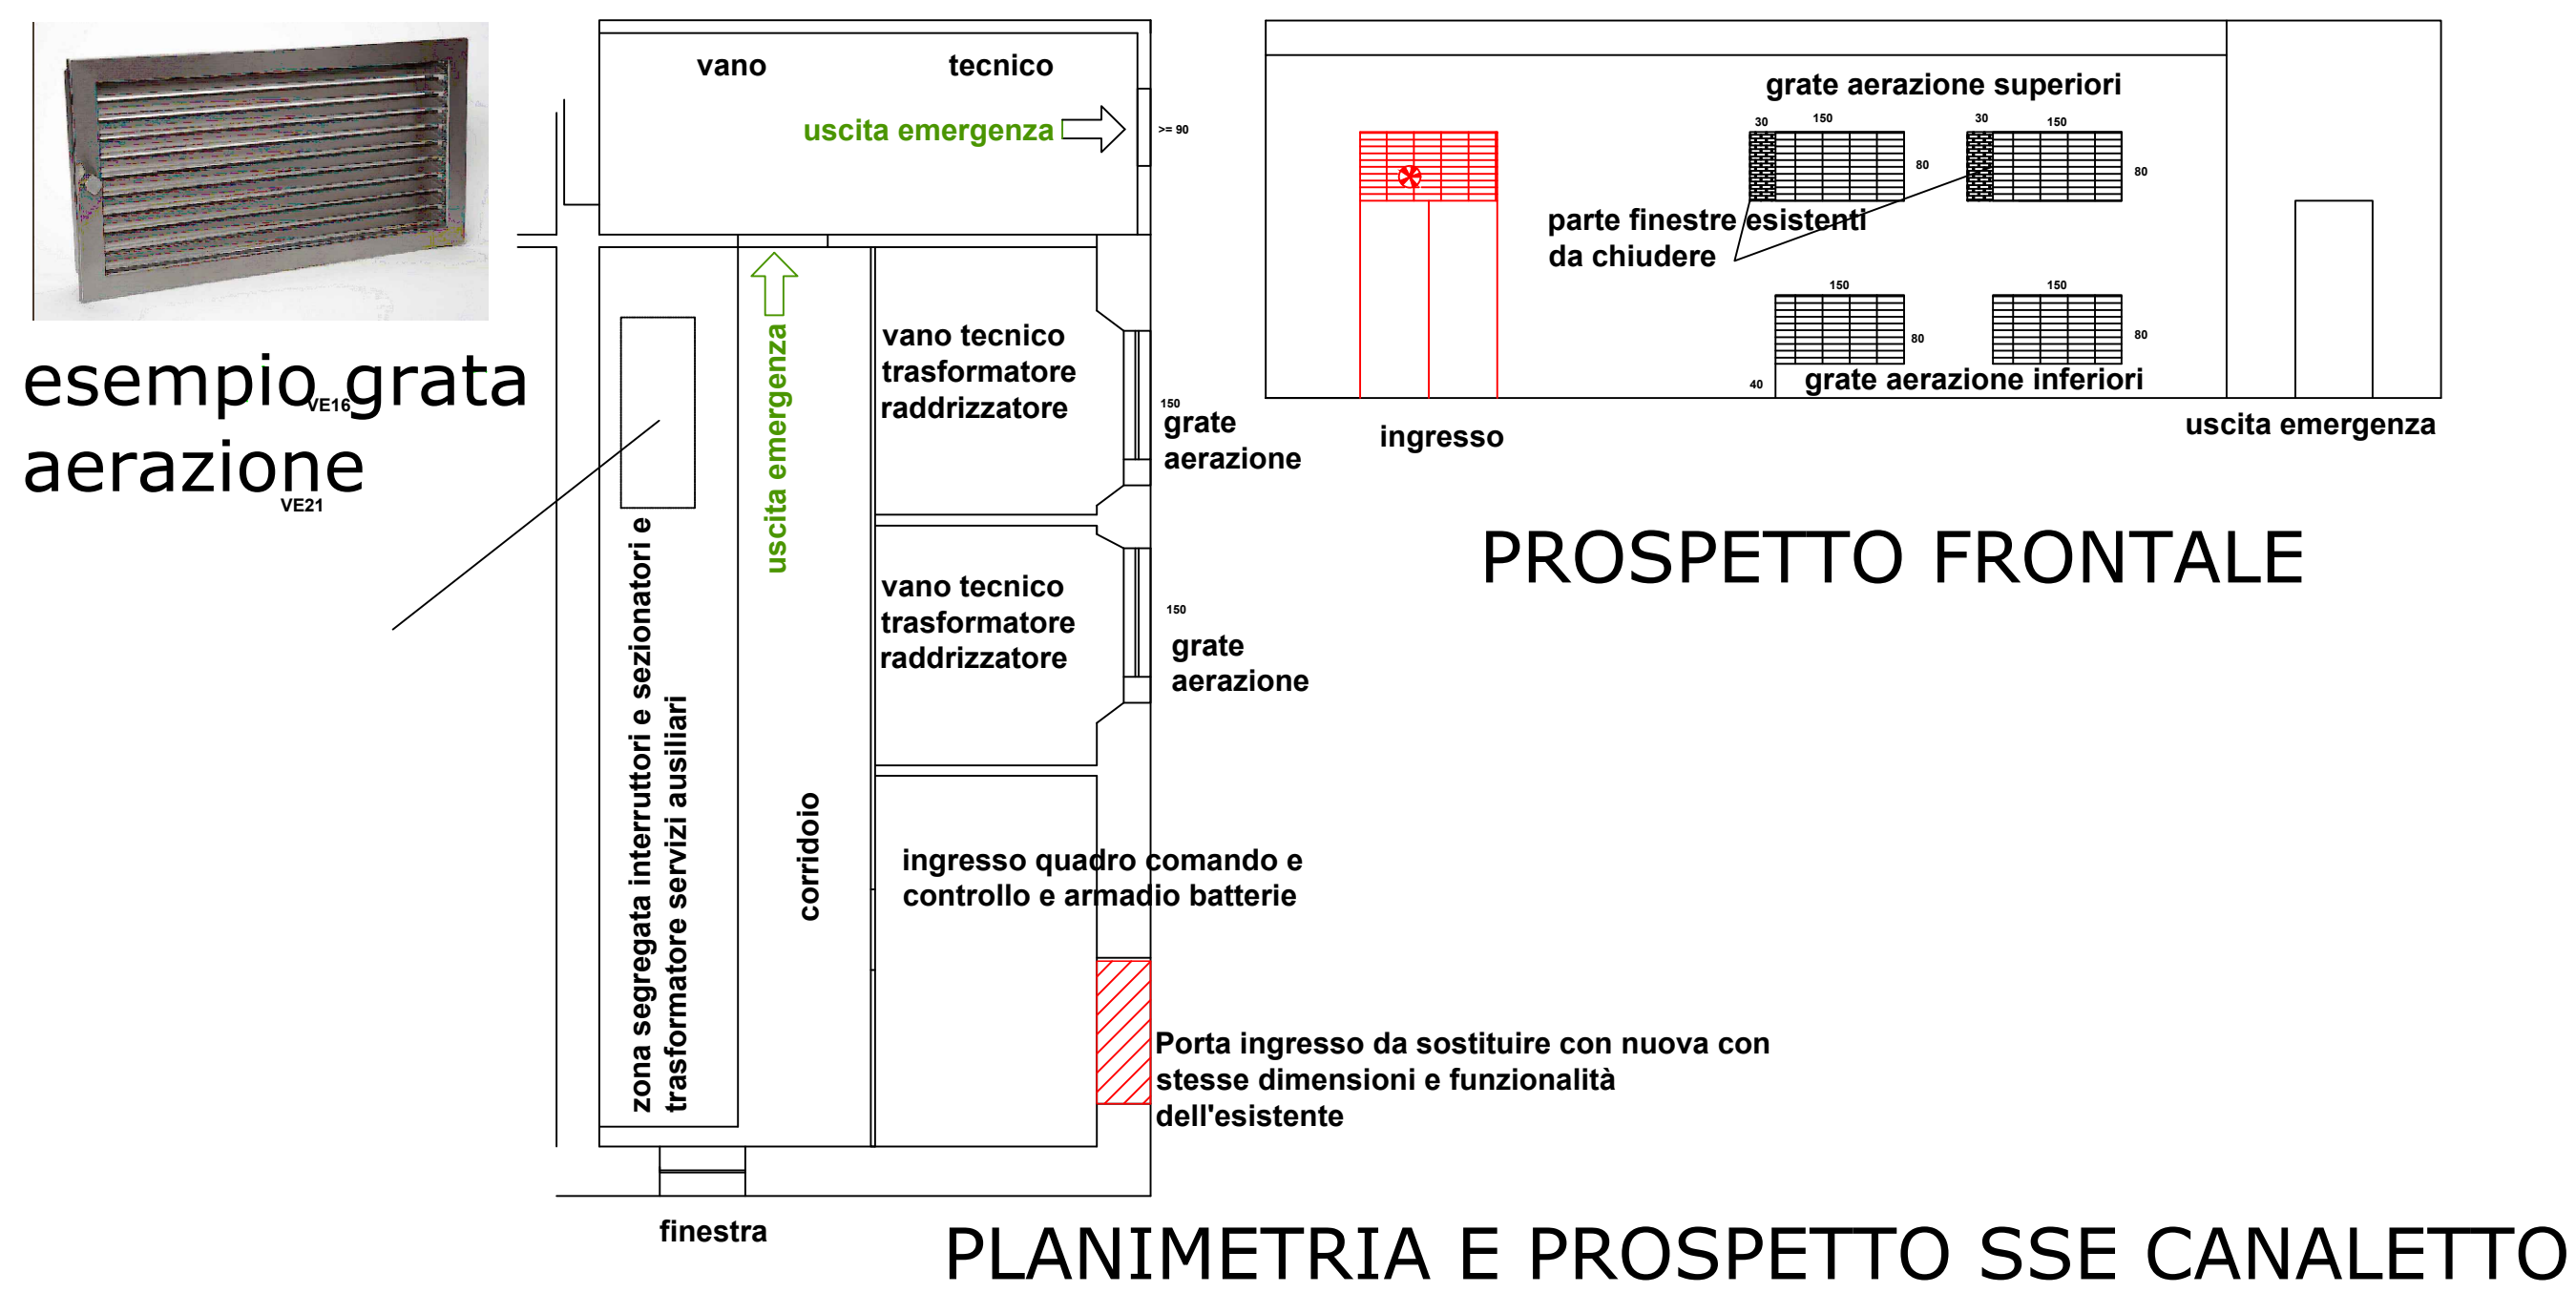 esempio grata
aerazione
VE16
VE21
vano tecnico
uscita emergenza
>= 90
uscita emergenza
vano tecnico
trasformatore
raddrizzatore
150
grate
aerazione
vano tecnico
trasformatore
raddrizzatore
150
grate
aerazione
zona segregata interruttori e sezionatori e
trasformatore servizi ausiliari
corridoio
ingresso quadro comando e
controllo e armadio batterie
Porta ingresso da sostituire con nuova con
stesse dimensioni e funzionalità
dell'esistente
finestra
grate aerazione superiori
30
150
80
30
150
80
parte finestre esistenti
da chiudere
150
80
150
80
40
grate aerazione inferiori
ingresso
uscita emergenza
PROSPETTO FRONTALE
PLANIMETRIA E PROSPETTO SSE CANALETTO